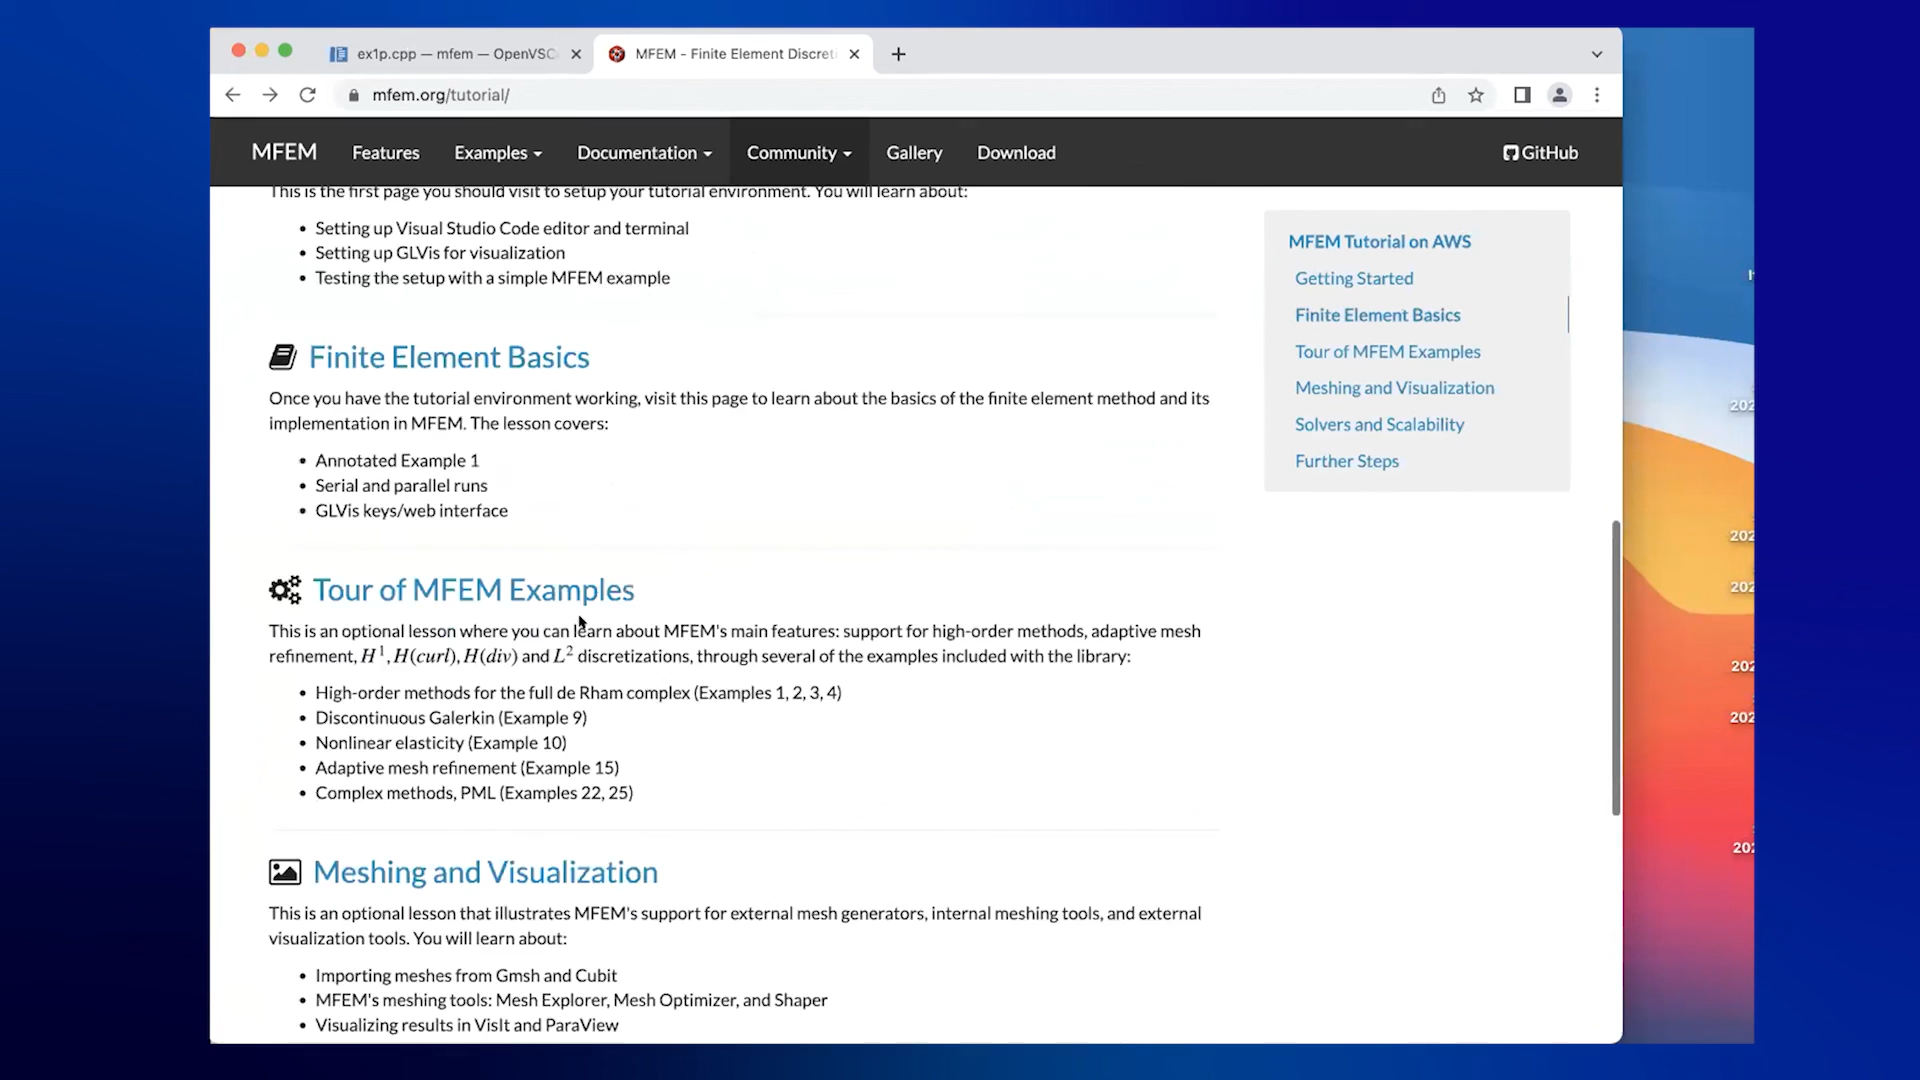 ex1p.cpp — mfem — OpenVSC
MFEM - Finite Element Discret
mfem.org/tutorial/
MFEM Features Examples Documentation Community Gallery Download GitHub
This is the first page you should visit to setup your tutorial environment. You will learn about:
• Setting up Visual Studio Code editor and terminal
• Setting up GLVis for visualization
• Testing the setup with a simple MFEM example
Finite Element Basics
Once you have the tutorial environment working, visit this page to learn about the basics of the finite element method and its
implementation in MFEM. The lesson covers:
• Annotated Example 1
• Serial and parallel runs
• GLVis keys/web interface
Tour of MFEM Examples
This is an optional lesson where you can learn about MFEM's main features: support for high-order methods, adaptive mesh
refinement, H¹, H(curl), H(div) and L² discretizations, through several of the examples included with the library:
• High-order methods for the full de Rham complex (Examples 1, 2, 3, 4)
• Discontinuous Galerkin (Example 9)
• Nonlinear elasticity (Example 10)
• Adaptive mesh refinement (Example 15)
• Complex methods, PML (Examples 22, 25)
Meshing and Visualization
This is an optional lesson that illustrates MFEM's support for external mesh generators, internal meshing tools, and external
visualization tools. You will learn about:
• Importing meshes from Gmsh and Cubit
• MFEM's meshing tools: Mesh Explorer, Mesh Optimizer, and Shaper
• Visualizing results in VisIt and ParaView
MFEM Tutorial on AWS
Getting Started
Finite Element Basics
Tour of MFEM Examples
Meshing and Visualization
Solvers and Scalability
Further Steps
202
202
202
202
202
202